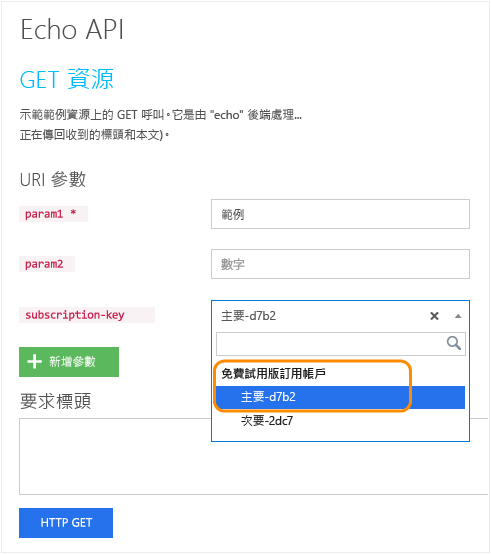 Echo API
GET 資源
示範範例資源上的 GET 呼叫。它是由 "echo" 後端處理...
正在傳回收到的標頭和本文)。
URI 參數
param1 * 範例
param2 數字
subscription-key 主要-d7b2
新增參數
免費試用版訂用帳戶
主要-d7b2
次要-2dc7
要求標頭
HTTP GET